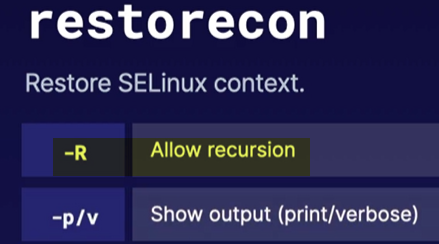 restorecon
Restore SELinux context.
-R Allow recursion
-p/v Show output (print/verbose)